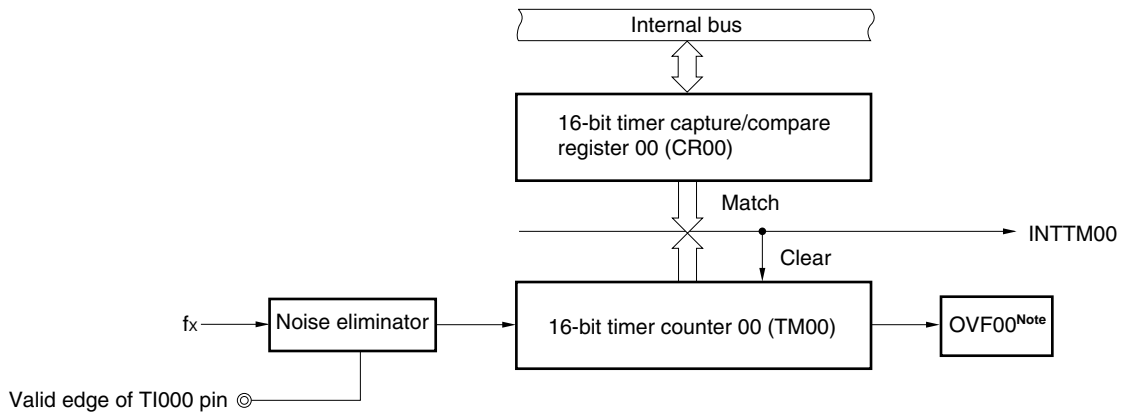 Internal bus
16-bit timer capture/compare
register 00 (CR00)
Match
INTTM00
Clear
fx
Noise eliminator
16-bit timer counter 00 (TM00)
OVF00Note
Valid edge of TI000 pin